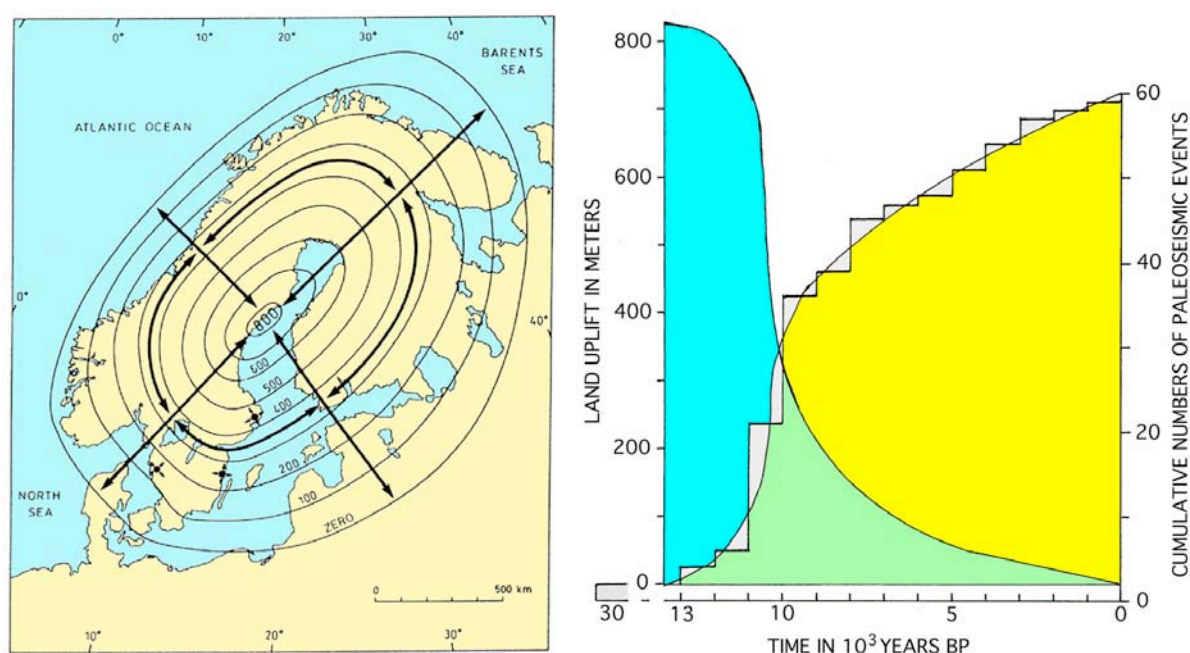 0° 10° 20° 30° 40°
BARENTS
SEA
ATLANTIC OCEAN
0°
40°
800
600
500
400
200
100
ZERO
NORTH
SEA
0 500 km
10° 20° 30°
LAND UPLIFT IN METERS
800
600
400
200
0
30
13 10 5 0
TIME IN 10³ YEARS BP
60
40
20
0
CUMULATIVE NUMBERS OF PALEOSEISMIC EVENTS